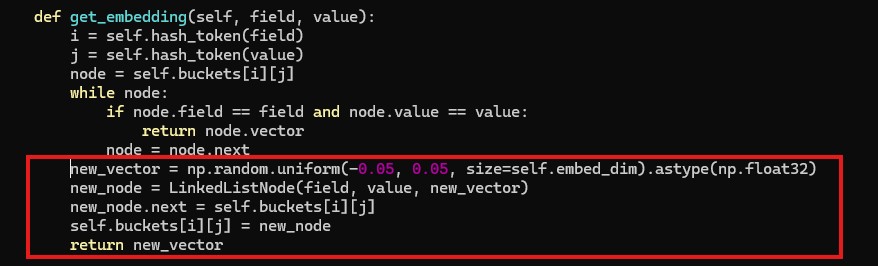 def get_embedding(self, field, value):
    i = self.hash_token(field)
    j = self.hash_token(value)
    node = self.buckets[i][j]
    while node:
        if node.field == field and node.value == value:
            return node.vector
        node = node.next
    new_vector = np.random.uniform(-0.05, 0.05, size=self.embed_dim).astype(np.float32)
    new_node = LinkedListNode(field, value, new_vector)
    new_node.next = self.buckets[i][j]
    self.buckets[i][j] = new_node
    return new_vector